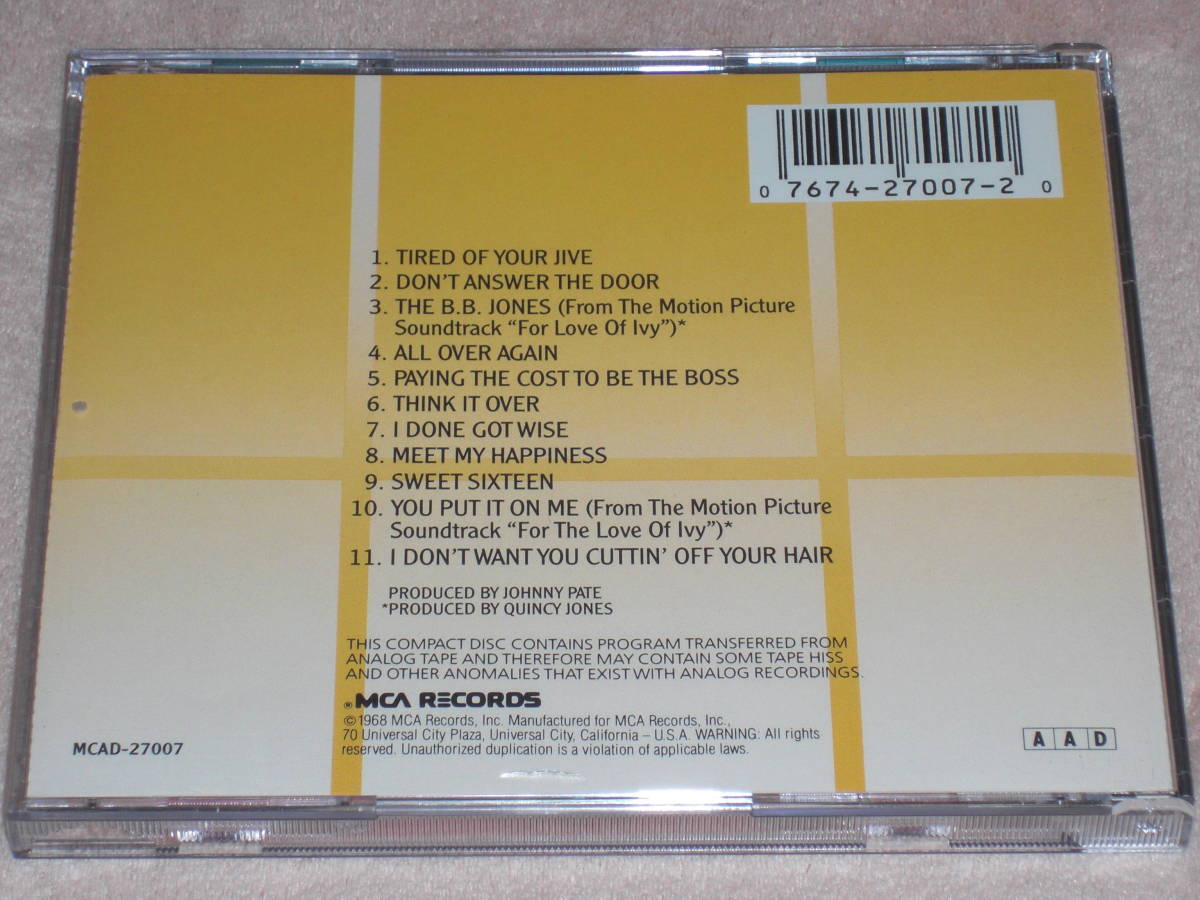 0 7674-27007-2 0
1. TIRED OF YOUR JIVE
2. DON'T ANSWER THE DOOR
3. THE B.B. JONES (From The Motion Picture
Soundtrack “For Love Of Ivy”)*
4. ALL OVER AGAIN
5. PAYING THE COST TO BE THE BOSS
6. THINK IT OVER
7. I DONE GOT WISE
8. MEET MY HAPPINESS
9. SWEET SIXTEEN
10. YOU PUT IT ON ME (From The Motion Picture
Soundtrack “For The Love Of Ivy”)*
11. I DON'T WANT YOU CUTTIN' OFF YOUR HAIR
PRODUCED BY JOHNNY PATE
*PRODUCED BY QUINCY JONES
THIS COMPACT DISC CONTAINS PROGRAM TRANSFERRED FROM
ANALOG TAPE AND THEREFORE MAY CONTAIN SOME TAPE HISS
AND OTHER ANOMALIES THAT EXIST WITH ANALOG RECORDINGS.
®MCA RECORDS
©1968 MCA Records, Inc. Manufactured for MCA Records, Inc.,
70 Universal City Plaza, Universal City, California – U.S.A. WARNING: All rights
reserved. Unauthorized duplication is a violation of applicable laws.
MCAD-27007
A A D